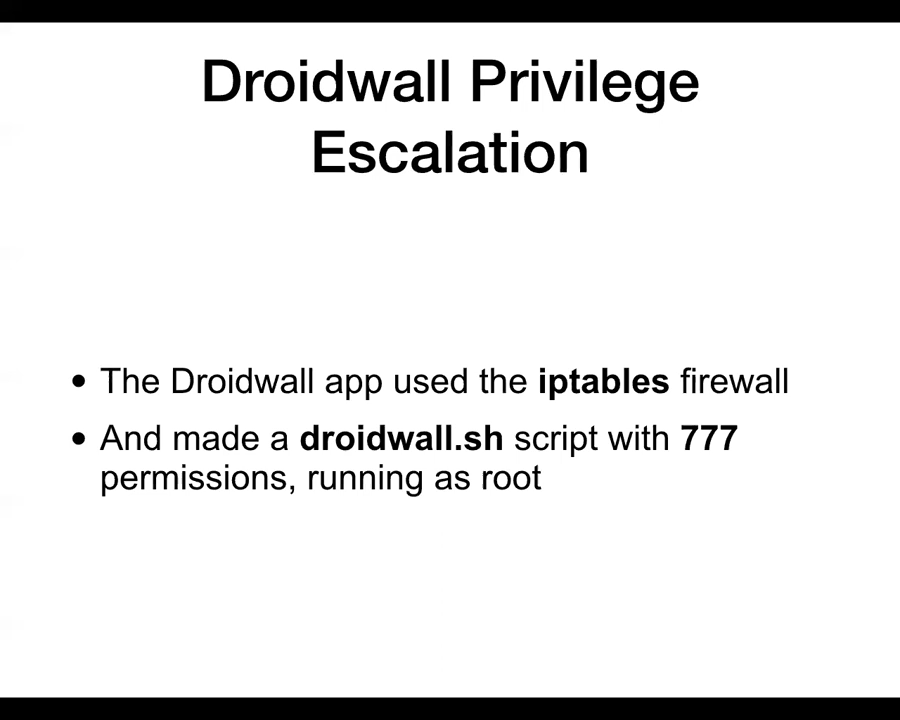 Droidwall Privilege
Escalation
• The Droidwall app used the iptables firewall
• And made a droidwall.sh script with 777
permissions, running as root